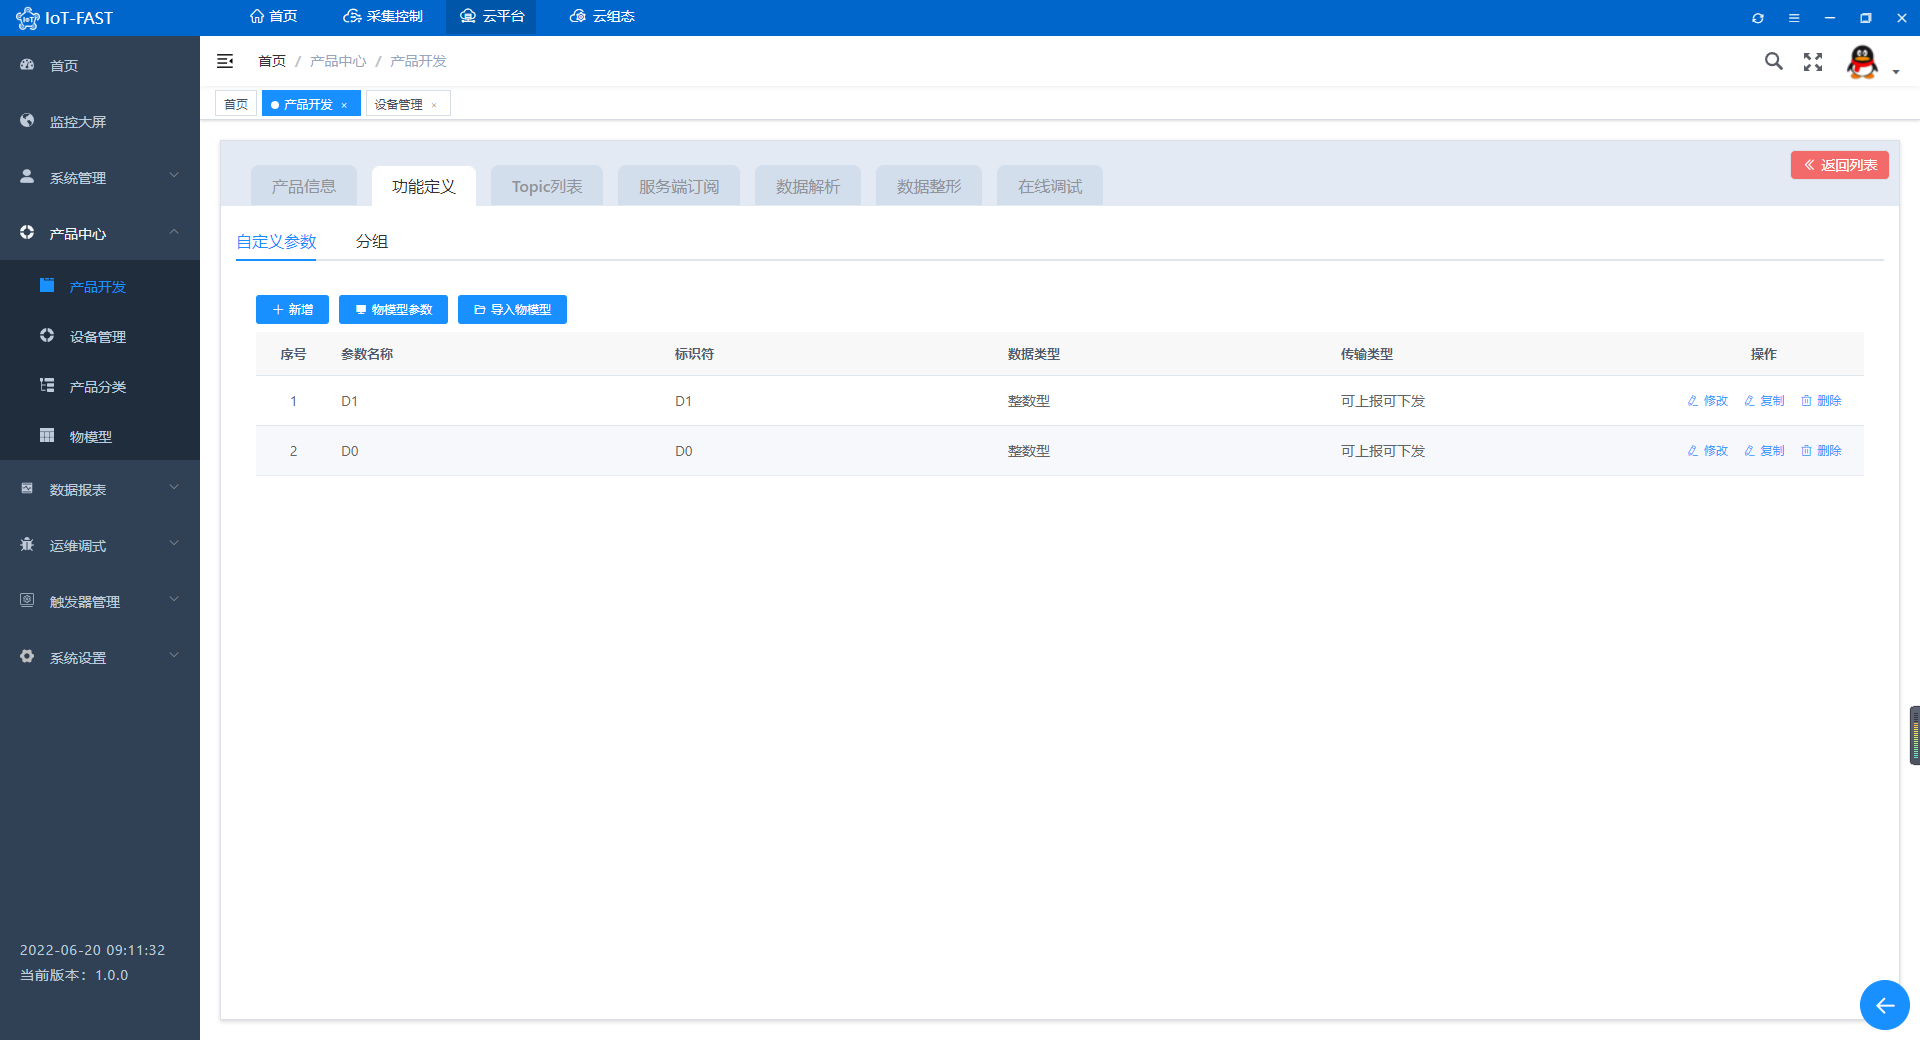 IoT-FAST 首页 采集控制 云平台 云组态
首页 / 产品中心 / 产品开发
首页 产品开发 × 设备管理 ×
首页
监控大屏
系统管理
产品中心
产品开发
设备管理
产品分类
物模型
数据报表
运维调式
触发器管理
系统设置
2022-06-20 09:11:32
当前版本：1.0.0
产品信息 功能定义 Topic列表 服务端订阅 数据解析 数据整形 在线调试 返回列表
自定义参数 分组
新增 物模型参数 导入物模型
序号 参数名称 标识符 数据类型 传输类型 操作
1 D1 D1 整数型 可上报可下发 修改 复制 删除
2 D0 D0 整数型 可上报可下发 修改 复制 删除